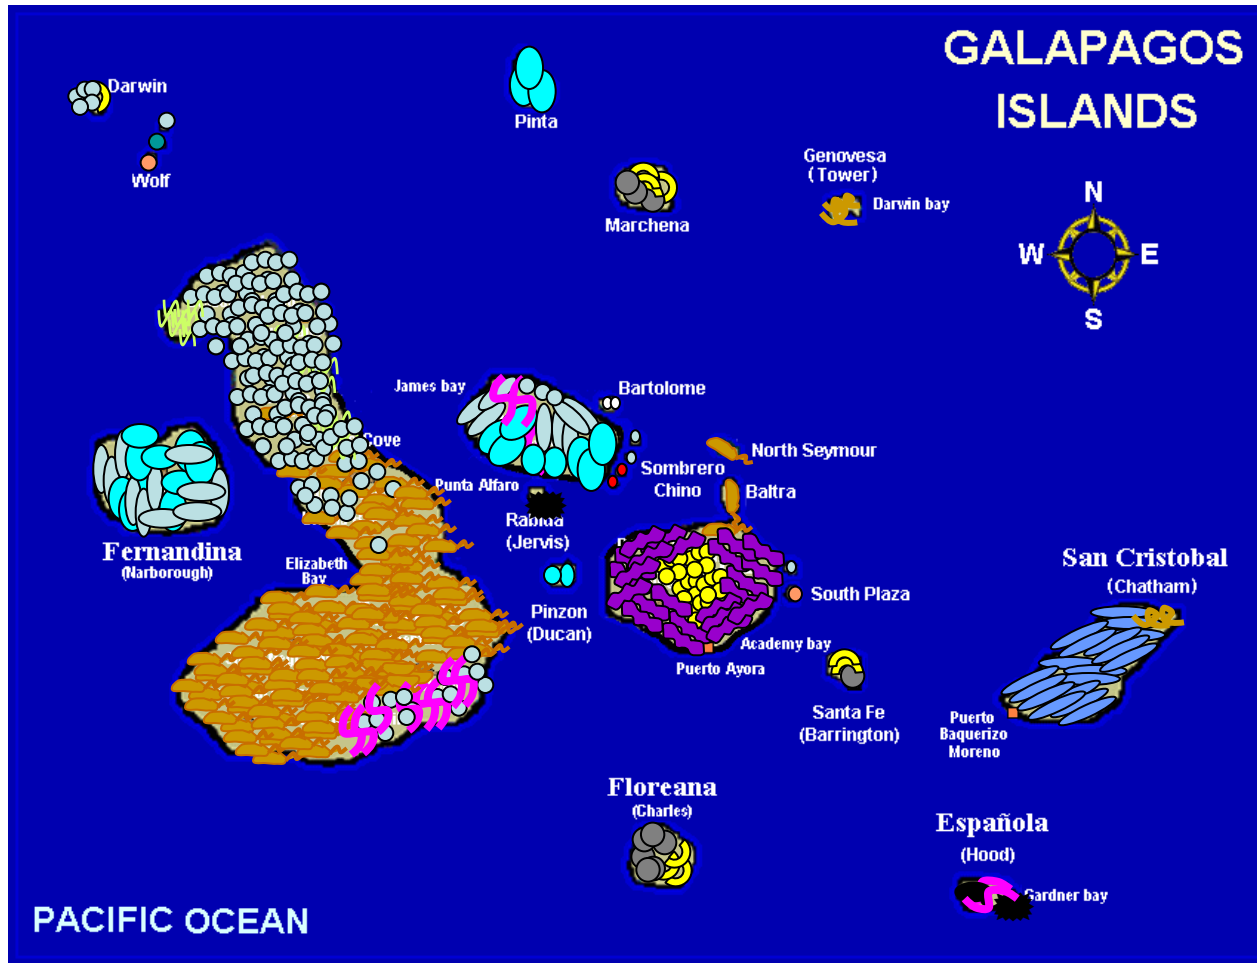 GALAPAGOS
ISLANDS
Darwin
Wolf
Pinta
Marchena
Genovesa
(Tower)
Darwin bay
N
W
E
S
James bay
Bartolome
Cove
North Seymour
Sombrero
Chino
Punta Alfaro
Baltra
Rabida
(Jervis)
Fernandina
(Narborough)
Elizabeth
Bay
San Cristobal
(Chatham)
South Plaza
Pinzon
(Ducan)
Academy bay
Puerto Ayora
Santa Fe
(Barrington)
Puerto
Baquerizo
Moreno
Floreana
(Charles)
Española
(Hood)
Gardner bay
PACIFIC OCEAN